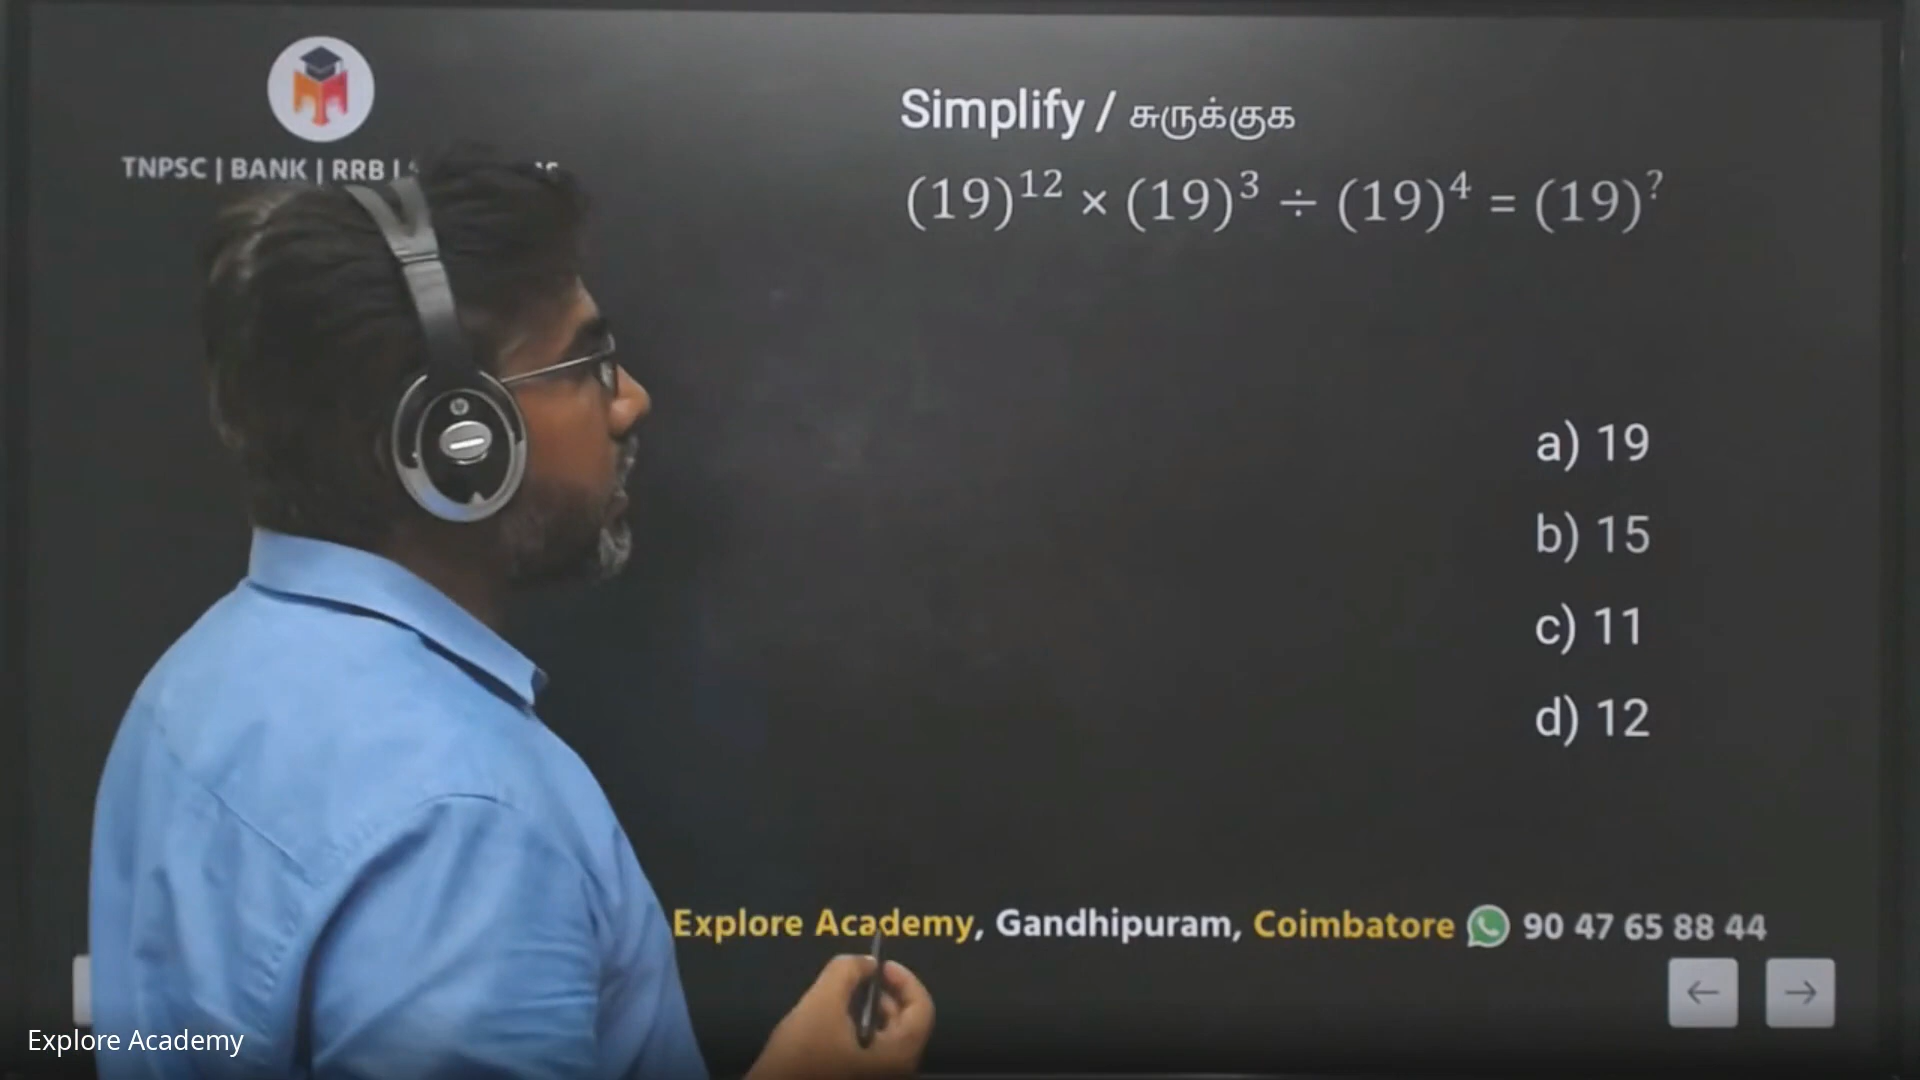 TNPSC | BANK | RRB |
Simplify / சுருக்குக
(19)^12 × (19)^3 ÷ (19)^4 = (19)^?
a) 19
b) 15
c) 11
d) 12
Explore Academy, Gandhipuram, Coimbatore 90 47 65 88 44
← →
Explore Academy